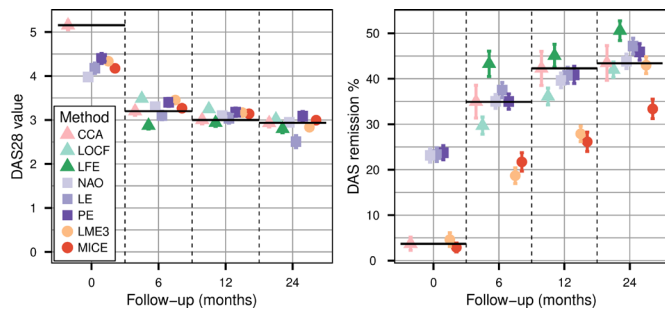 DAS28 value
5
4
3
2
1
0
Method
CCA
LOCF
LFE
NAO
LE
PE
LME3
MICE
0
6
12
24
Follow−up (months)
DAS remission %
50
40
30
20
10
0
0
6
12
24
Follow−up (months)